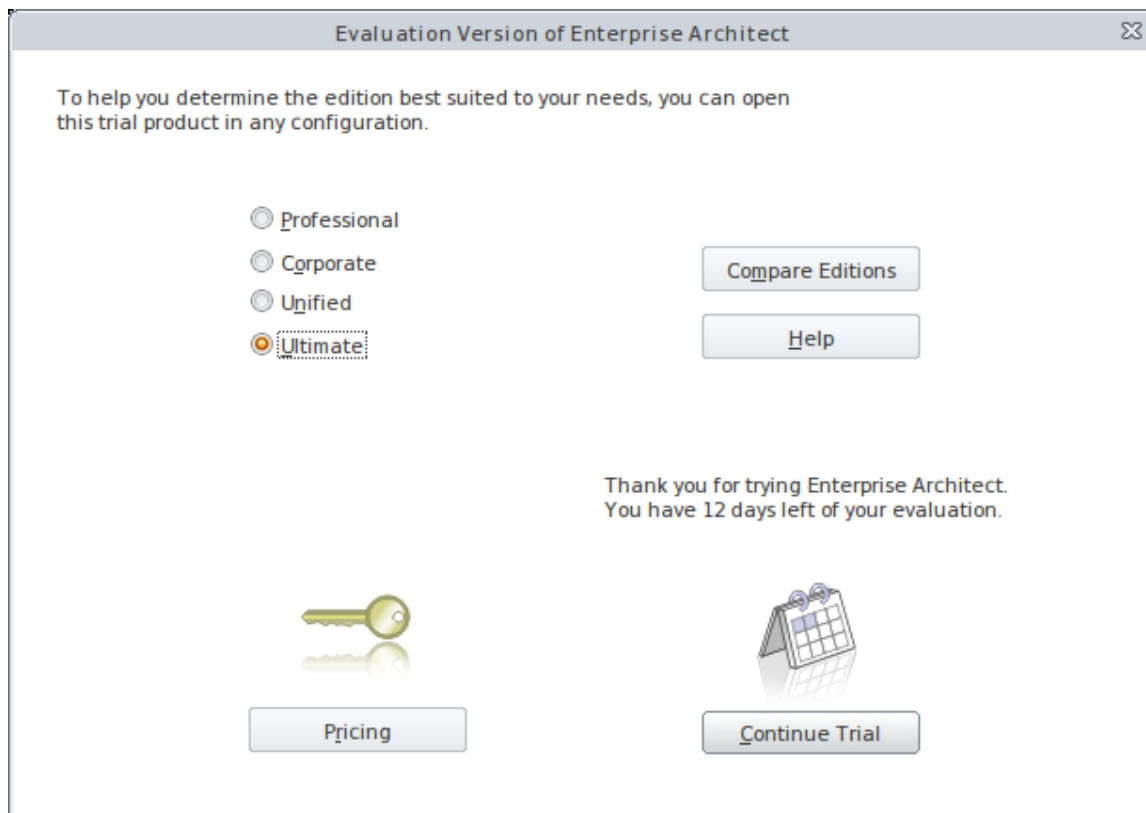 Evaluation Version of Enterprise Architect
To help you determine the edition best suited to your needs, you can open
this trial product in any configuration.
Professional
Corporate
Unified
Ultimate
Compare Editions
Help
Thank you for trying Enterprise Architect.
You have 12 days left of your evaluation.
Pricing
Continue Trial